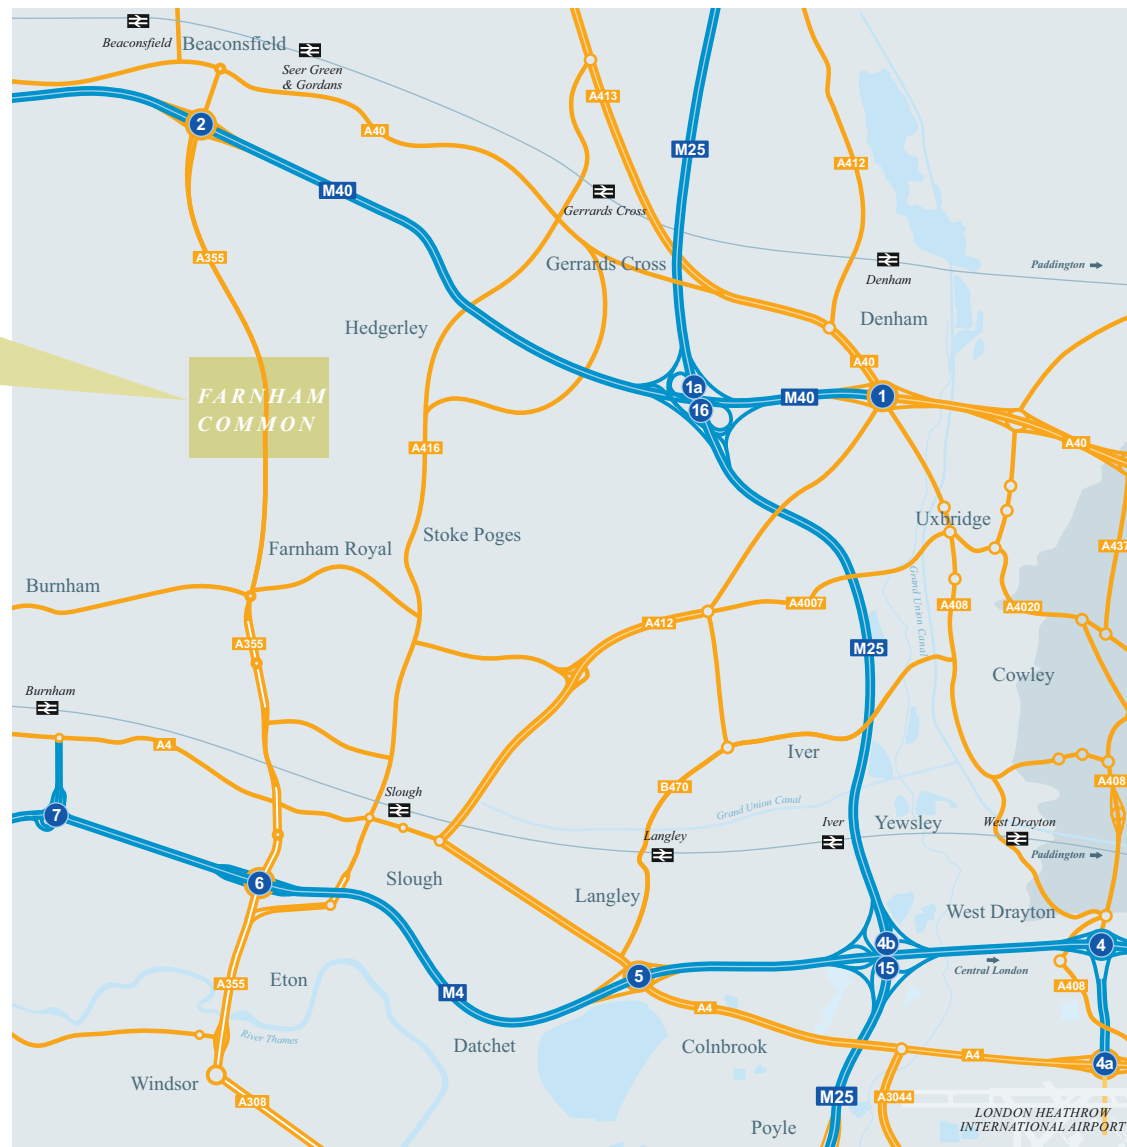 Beaconsfield
Beaconsfield
Seer Green
& Gordans
A413
A40
2
M25
A412
M40
Gerrards Cross
A355
Gerrards Cross
Paddington
Denham
Hedgerley
Denham
A40
1a
FARNHAM
COMMON
M40
1
16
A416
A40
Stoke Poges
Uxbridge
Farnham Royal
A437
Burnham
Grand Union Canal
A4007
A408
A4020
A412
A355
M25
Cowley
Burnham
A4
Iver
B470
A408
Slough
Grand Union Canal
7
Langley
Iver
Yewsley
West Drayton
Paddington
6
Slough
Langley
West Drayton
4b
4
5
15
Central London
Eton
A355
M4
A408
A4
River Thames
Datchet
Colnbrook
A4
4a
Windsor
M25
A3044
A308
LONDON HEATHROW
INTERNATIONAL AIRPORT
Poyle